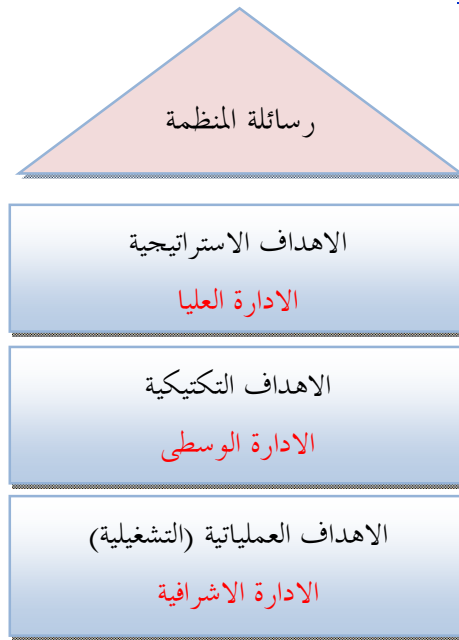 رسائلة المنظمة
الاهداف الاستراتيجية
الادارة العليا
الاهداف التكتيكية
الادارة الوسطى
الاهداف العملياتية (التشغيلية)
الادارة الاشرافية